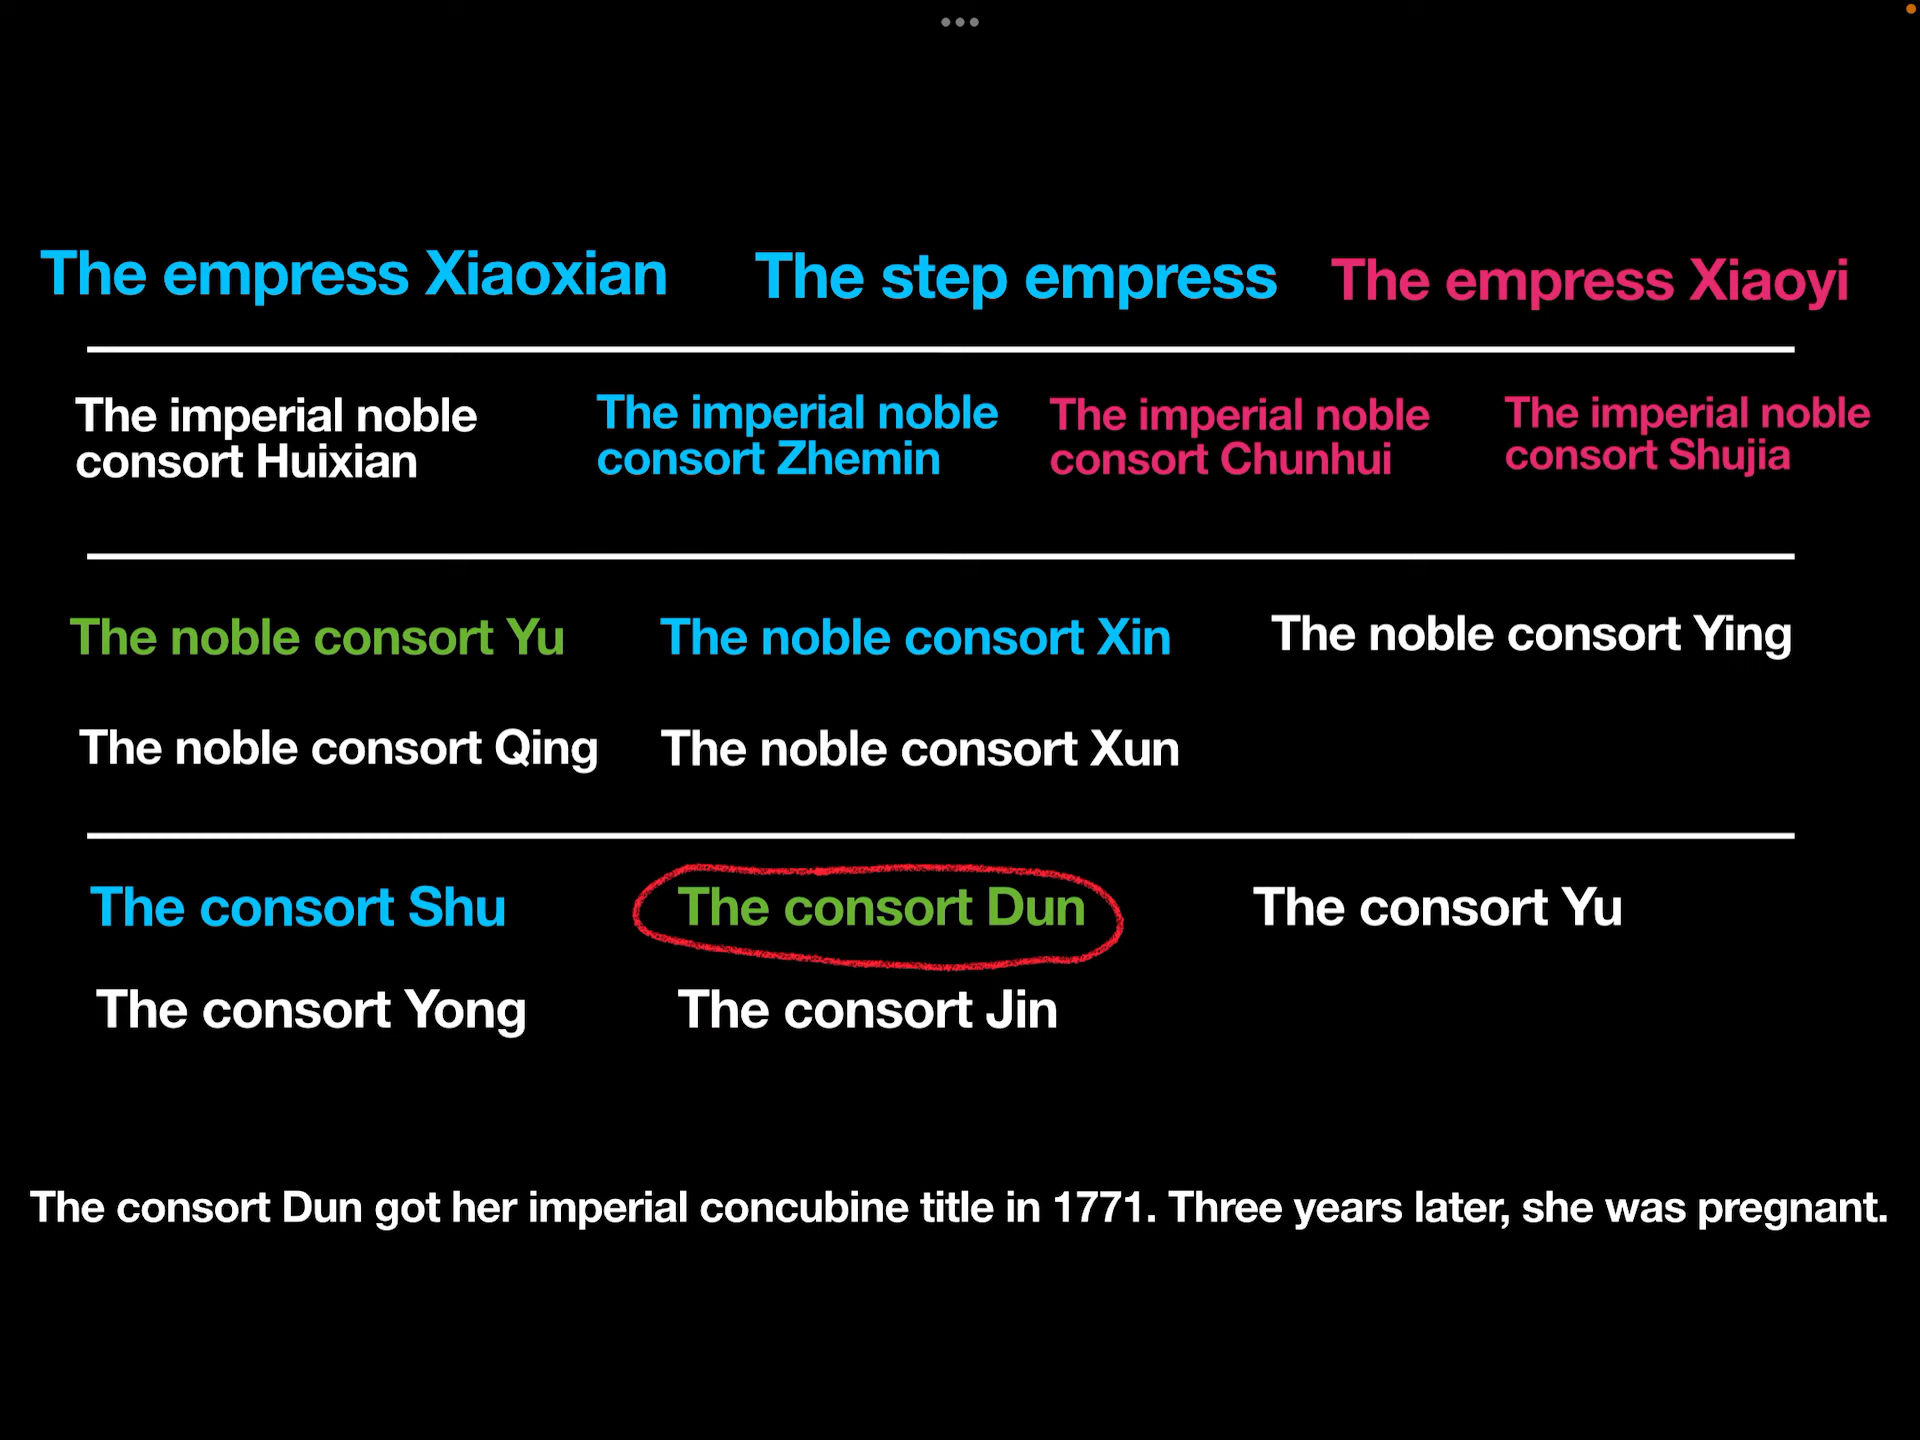 The empress Xiaoxian The step empress The empress Xiaoyi
The imperial noble
consort Huixian
The imperial noble
consort Zhemin
The imperial noble
consort Chunhui
The imperial noble
consort Shujia
The noble consort Yu The noble consort Xin The noble consort Ying
The noble consort Qing The noble consort Xun
The consort Shu The consort Dun The consort Yu
The consort Yong The consort Jin
The consort Dun got her imperial concubine title in 1771. Three years later, she was pregnant.